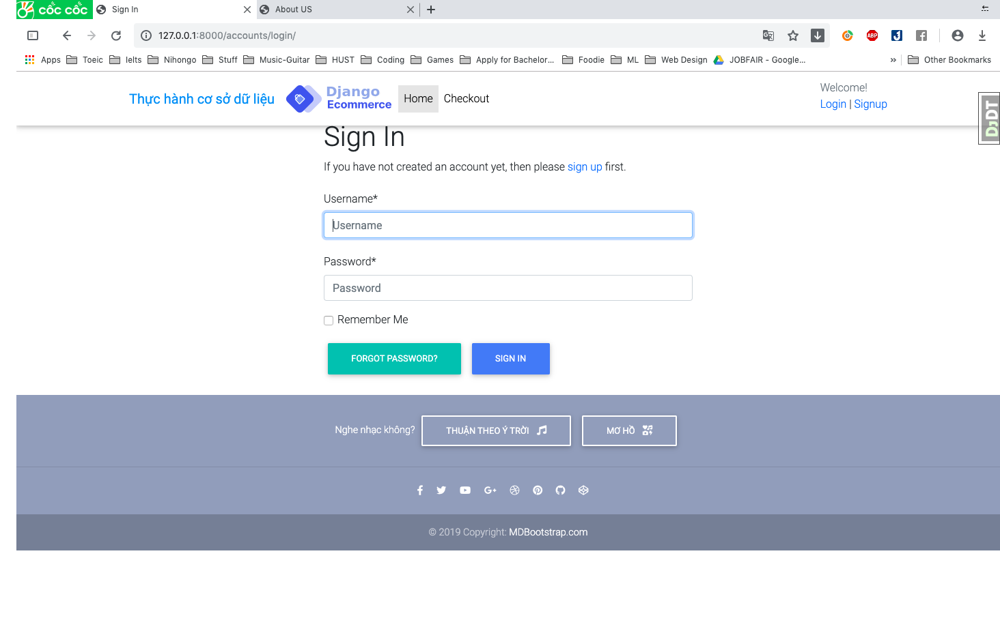 cốc cốc Sign In About US
127.0.0.1:8000/accounts/login/ ABP
Apps Toeic Ielts Nihongo Stuff Music-Guitar HUST Coding Games Apply for Bachelor... Foodie ML Web Design JOBFAIR - Google... » Other Bookmarks
Thực hành cơ sở dữ liệu Django Ecommerce Home Checkout
Welcome!
Login | Signup
DjDT
Sign In
If you have not created an account yet, then please sign up first.
Username*
Username
Password*
Password
Remember Me
FORGOT PASSWORD? SIGN IN
Nghe nhạc không? THUẬN THEO Ý TRỜI MƠ HỒ
© 2019 Copyright: MDBootstrap.com